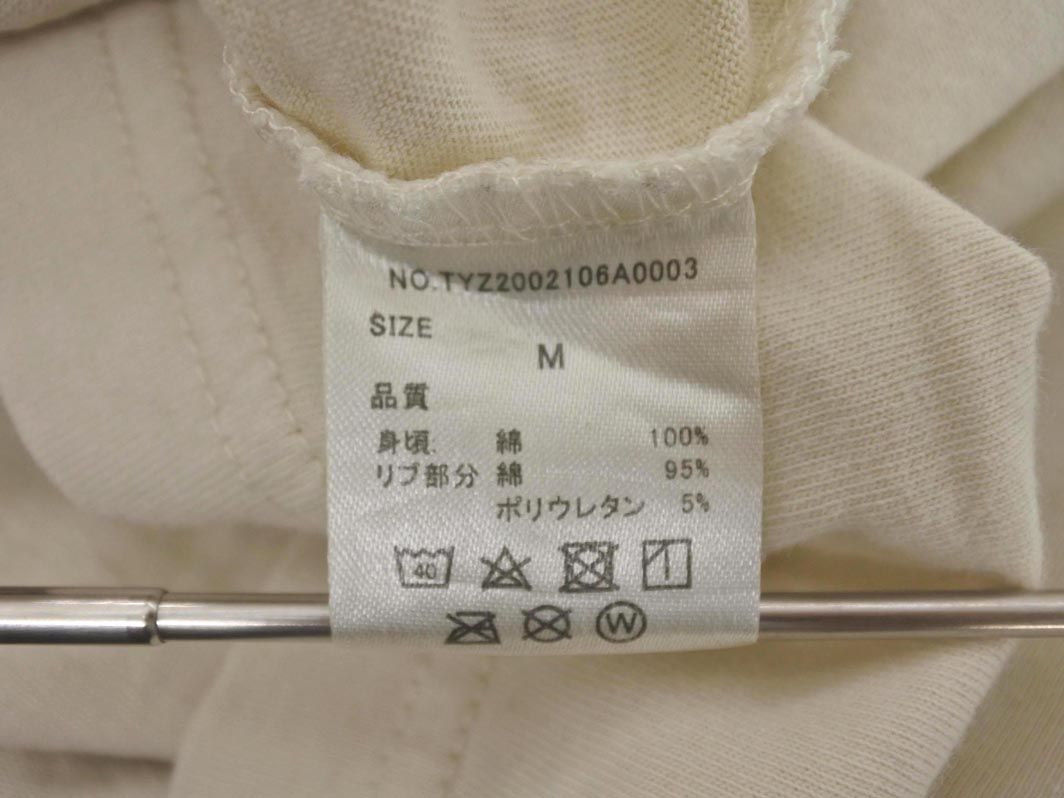 NO.TYZ2002106A0003
SIZE
M
品質
身頃: 綿 100%
リブ部分 綿 95%
ポリウレタン 5%
40
W